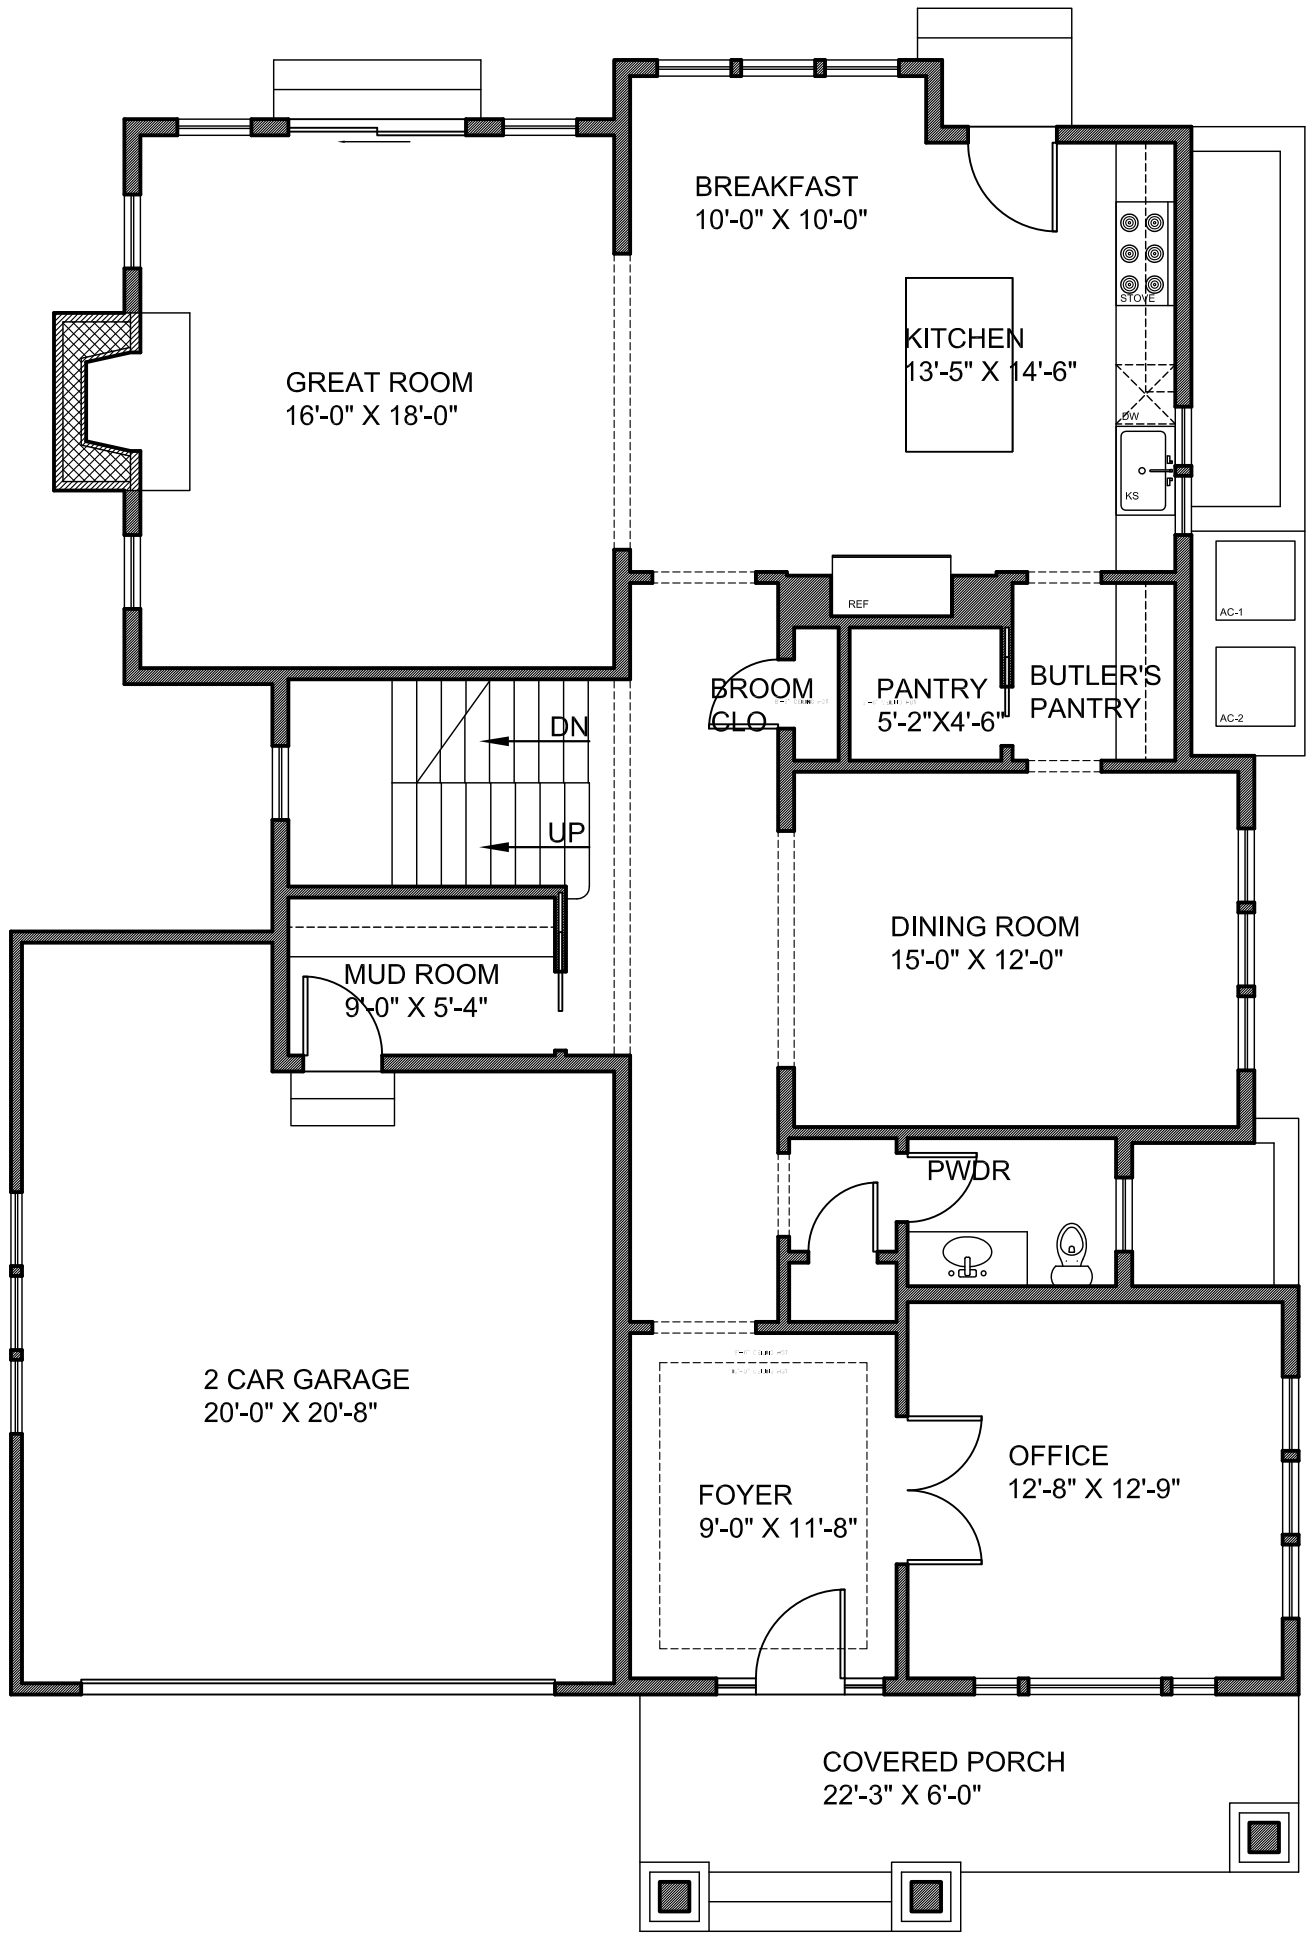 BREAKFAST
10'-0" X 10'-0"
STOVE
KITCHEN
13'-5" X 14'-6"
GREAT ROOM
16'-0" X 18'-0"
DW
KS
REF
AC-1
BROOM
CLO
PANTRY
5'-2"X4'-6"
BUTLER'S
PANTRY
AC-2
DN
UP
DINING ROOM
15'-0" X 12'-0"
MUD ROOM
9'-0" X 5'-4"
PWDR
2 CAR GARAGE
20'-0" X 20'-8"
OFFICE
12'-8" X 12'-9"
FOYER
9'-0" X 11'-8"
COVERED PORCH
22'-3" X 6'-0"